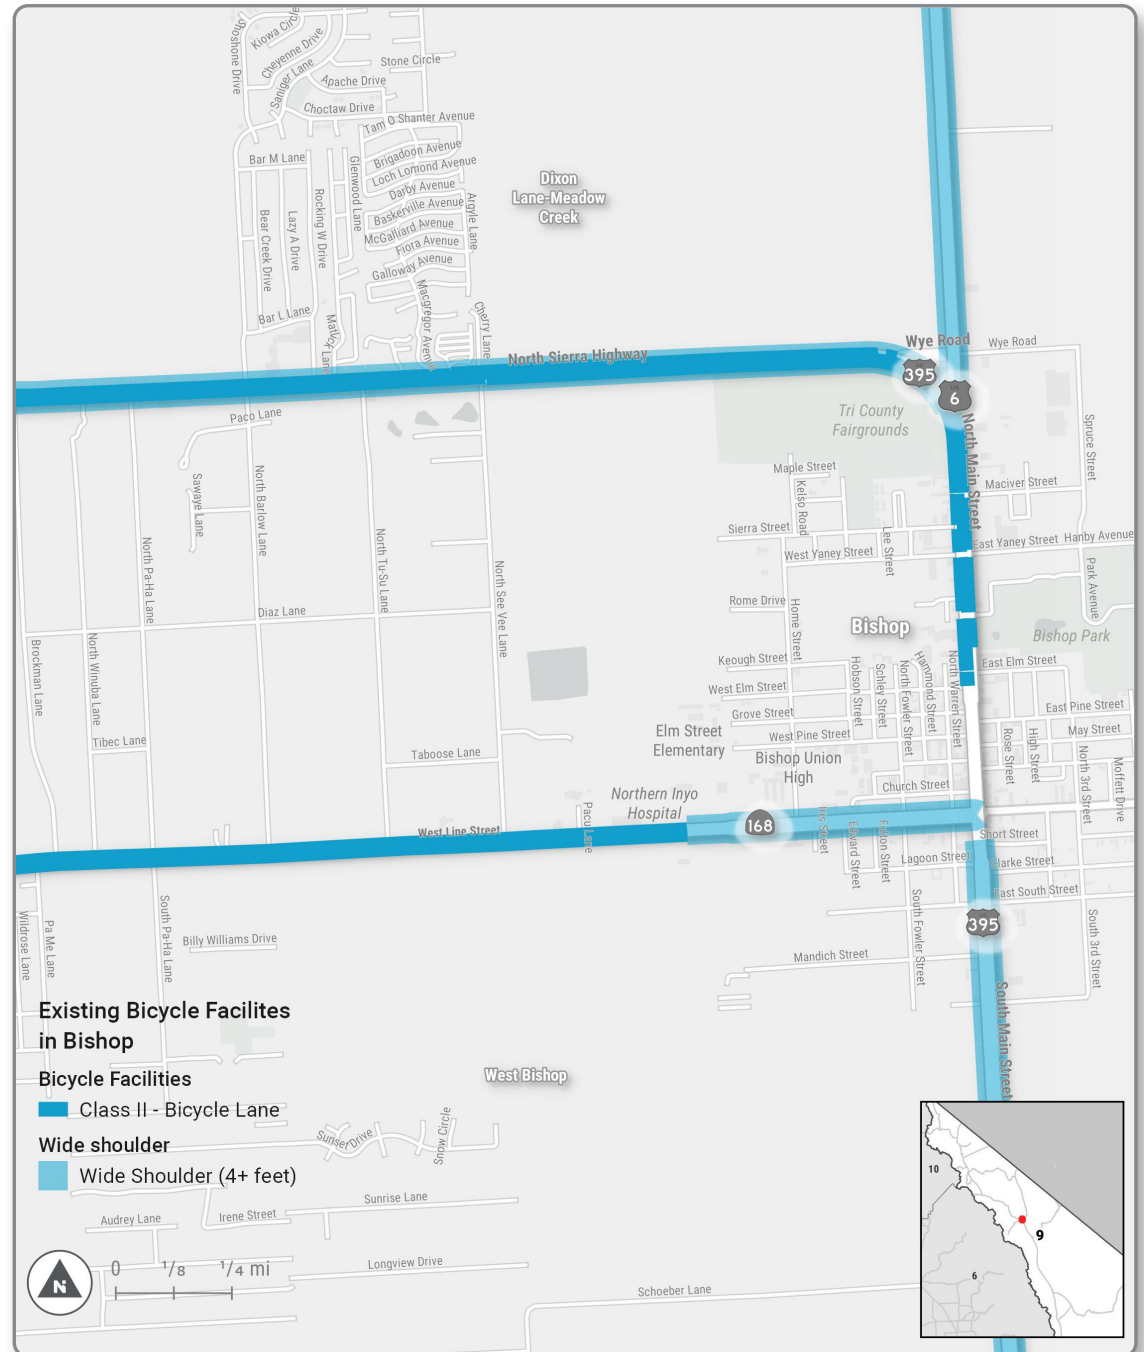 Kiowa Circle
Shoshone Drive
Cheyenne Drive
Saniger Lane
Stone Circle
Apache Drive
Choctaw Drive
Tam O Shanter Avenue
Bar M Lane
Brigadoon Avenue
Loch Lomond Avenue
Darby Avenue
Baskerville Avenue
McGalliard Avenue
Fiora Avenue
Galloway Avenue
Glenwood Lane
Rocking W Drive
Lazy A Drive
Bear Creek Drive
Argyle Lane
Dixon
Lane-Meadow
Creek
Bar L Lane
Matlick Lane
Macgregor Avenue
Cherry Lane
North Sierra Highway
Wye Road
Wye Road
395
6
Tri County
Fairgrounds
North Main Street
Spruce Street
Paco Lane
Sawaye Lane
North Barlow Lane
North Pa-Ha Lane
North Tu-Su Lane
North See Vee Lane
Maple Street
Kelso Road
Maciver Street
Sierra Street
Lee Street
West Yaney Street
East Yaney Street
Hanby Avenue
Park Avenue
Diaz Lane
Rome Drive
Home Street
Bishop
Bishop Park
Brockman Lane
North Winuba Lane
Keough Street
West Elm Street
Grove Street
West Pine Street
Hobson Street
Schley Street
North Fowler Street
Hammond Street
North Warren Street
East Elm Street
East Pine Street
May Street
Rose Street
High Street
North 3rd Street
Moffett Drive
Tibec Lane
Taboose Lane
Elm Street
Elementary
Bishop Union
High
Northern Inyo
Hospital
Church Street
Pacu Lane
West Line Street
168
Iris Street
Edward Street
Fulton Street
Short Street
Lagoon Street
Clarke Street
East South Street
395
South Fowler Street
South 3rd Street
Mandich Street
South Main Street
Wildrose Lane
Pa Me Lane
South Pa-Ha Lane
Billy Williams Drive
Existing Bicycle Facilites
in Bishop
Bicycle Facilities
Class II - Bicycle Lane
Wide shoulder
Wide Shoulder (4+ feet)
West Bishop
Sunset Drive
Snow Circle
Sunrise Lane
Audrey Lane
Irene Street
Longview Drive
Schoeber Lane
N
0 1/8 1/4 mi
10
9
6